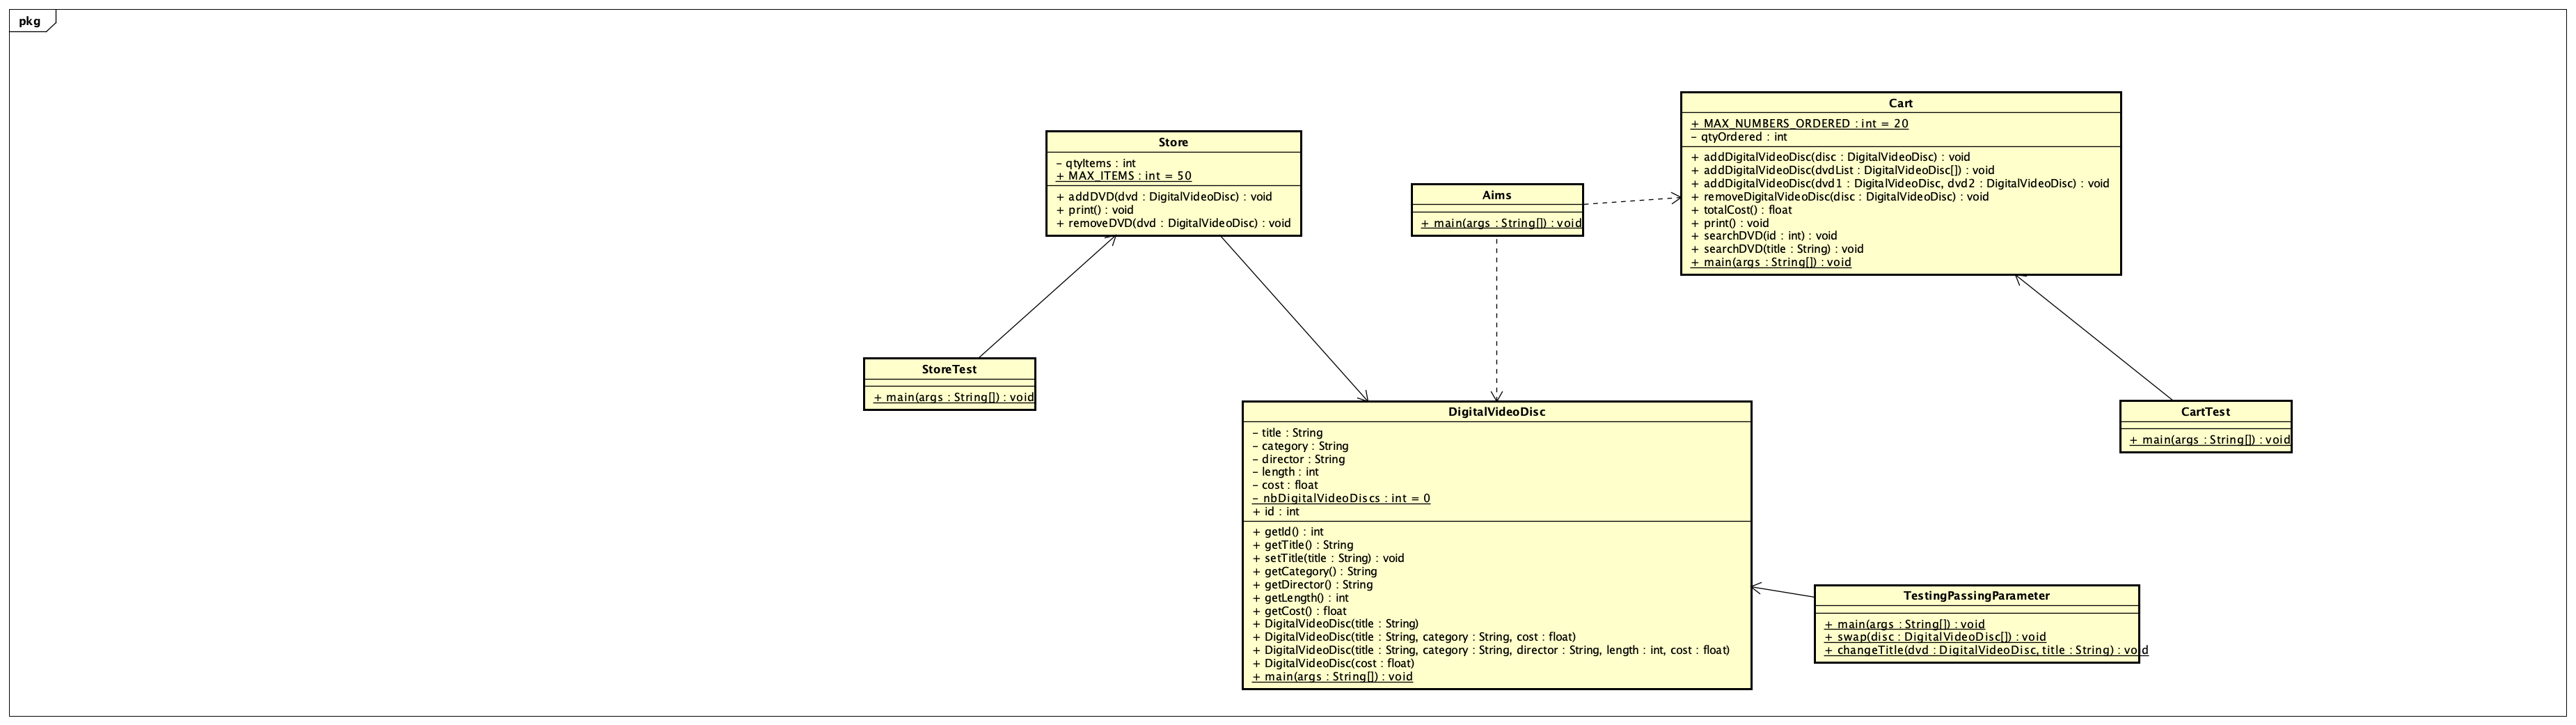 pkg
Store
– qtyItems : int
+ MAX_ITEMS : int = 50
+ addDVD(dvd : DigitalVideoDisc) : void
+ print() : void
+ removeDVD(dvd : DigitalVideoDisc) : void
Aims
+ main(args : String[]) : void
Cart
+ MAX_NUMBERS_ORDERED : int = 20
– qtyOrdered : int
+ addDigitalVideoDisc(disc : DigitalVideoDisc) : void
+ addDigitalVideoDisc(dvdList : DigitalVideoDisc[]) : void
+ addDigitalVideoDisc(dvd1 : DigitalVideoDisc, dvd2 : DigitalVideoDisc) : void
+ removeDigitalVideoDisc(disc : DigitalVideoDisc) : void
+ totalCost() : float
+ print() : void
+ searchDVD(id : int) : void
+ searchDVD(title : String) : void
+ main(args : String[]) : void
StoreTest
+ main(args : String[]) : void
DigitalVideoDisc
– title : String
– category : String
– director : String
– length : int
– cost : float
– nbDigitalVideoDiscs : int = 0
+ id : int
+ getId() : int
+ getTitle() : String
+ setTitle(title : String) : void
+ getCategory() : String
+ getDirector() : String
+ getLength() : int
+ getCost() : float
+ DigitalVideoDisc(title : String)
+ DigitalVideoDisc(title : String, category : String, cost : float)
+ DigitalVideoDisc(title : String, category : String, director : String, length : int, cost : float)
+ DigitalVideoDisc(cost : float)
+ main(args : String[]) : void
CartTest
+ main(args : String[]) : void
TestingPassingParameter
+ main(args : String[]) : void
+ swap(disc : DigitalVideoDisc[]) : void
+ changeTitle(dvd : DigitalVideoDisc, title : String) : void